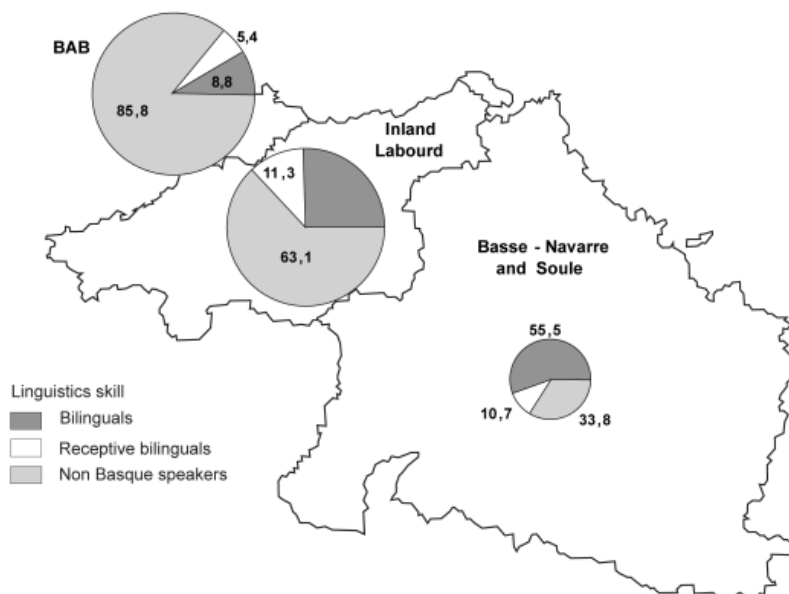 BAB
5,4
8,8
85,8
Inland
Labourd
11,3
63,1
Basse - Navarre
and Soule
55,5
10,7
33,8
Linguistics skill
Bilinguals
Receptive bilinguals
Non Basque speakers